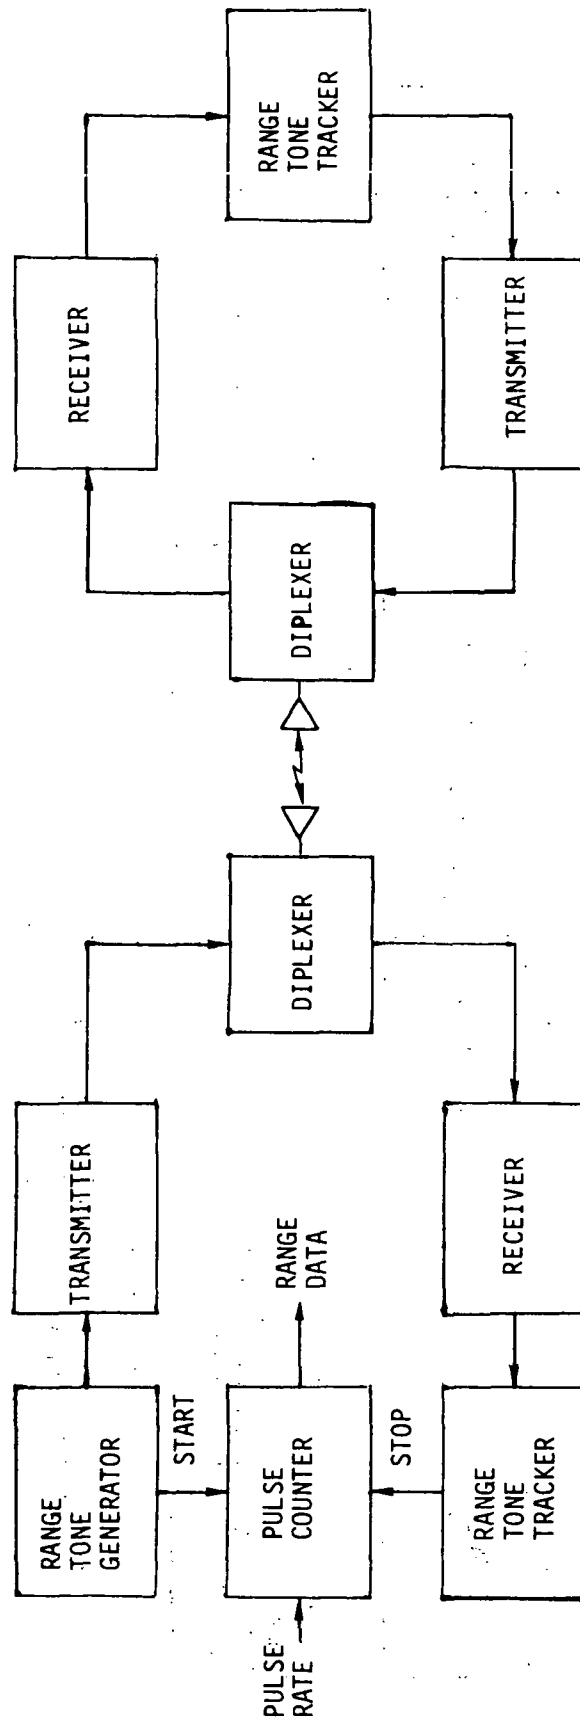 RANGE
TONE
GENERATOR
TRANSMITTER
START
PULSE
RATE
PULSE
COUNTER
RANGE
DATA
STOP
RANGE
TONE
TRACKER
RECEIVER
DIPLEXER
DIPLEXER
RECEIVER
RANGE
TONE
TRACKER
TRANSMITTER